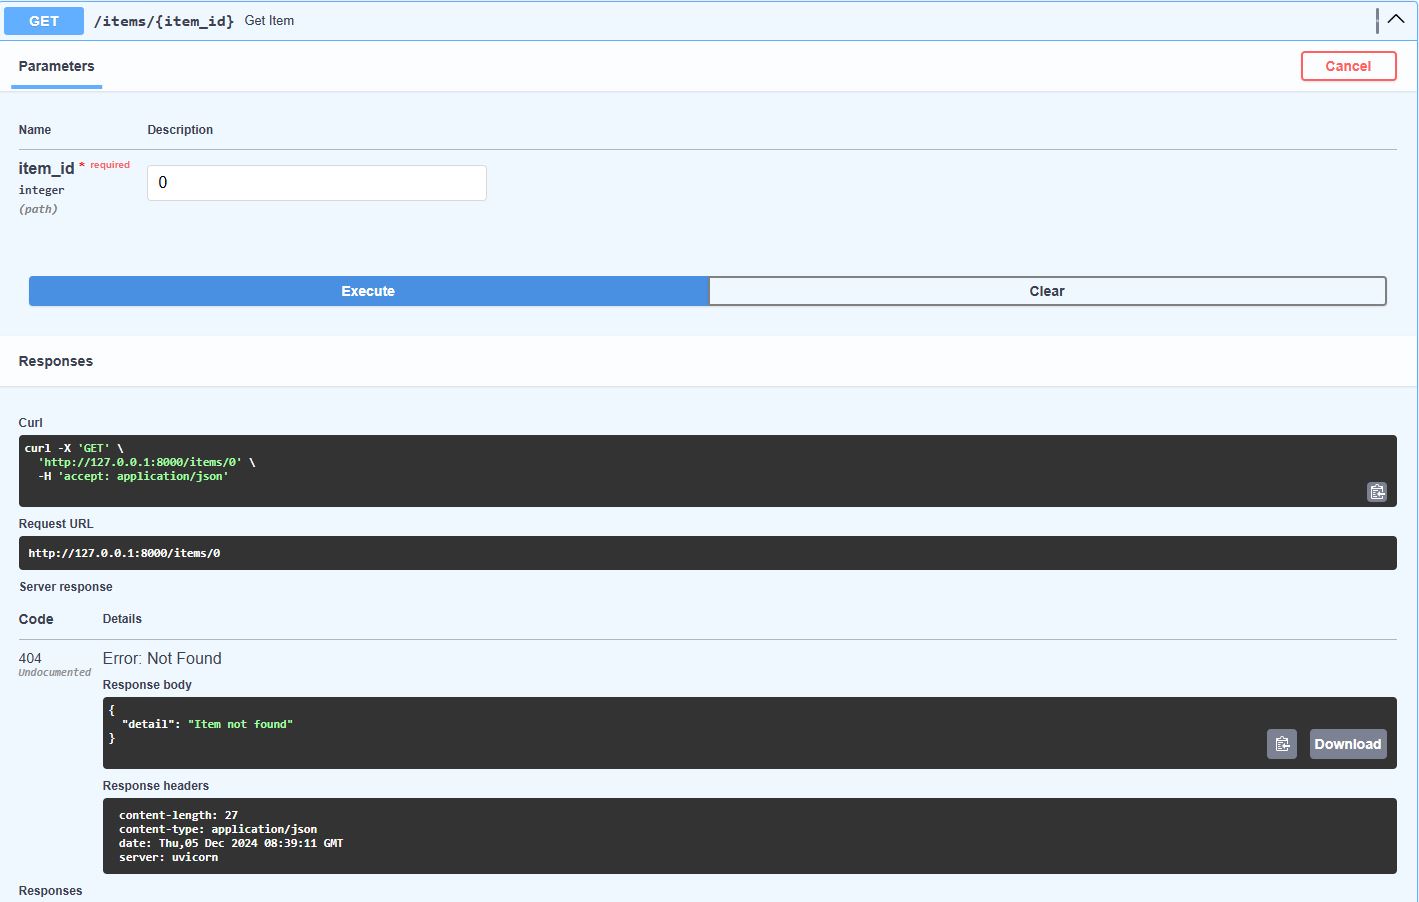 GET /items/{item_id} Get Item
Parameters
Cancel
Name Description
item_id * required
integer
(path)
0
Execute Clear
Responses
Curl
curl -X 'GET' \
'http://127.0.0.1:8000/items/0' \
-H 'accept: application/json'
Request URL
http://127.0.0.1:8000/items/0
Server response
Code Details
404
Undocumented
Error: Not Found
Response body
{
"detail": "Item not found"
}
Download
Response headers
content-length: 27
content-type: application/json
date: Thu,05 Dec 2024 08:39:11 GMT
server: uvicorn
Responses